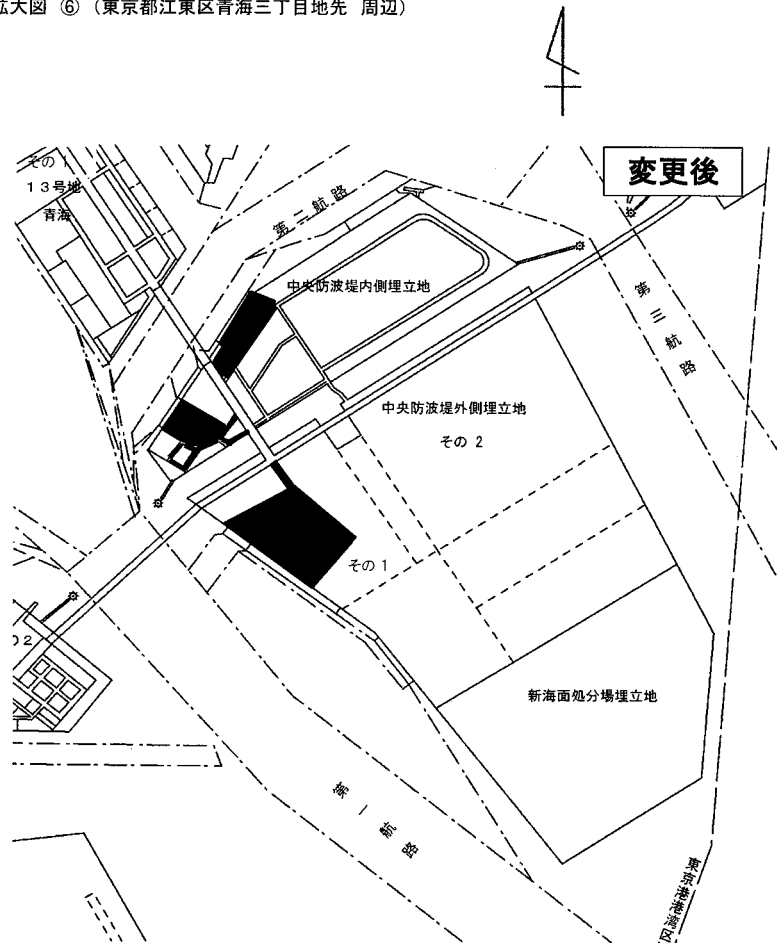 拡大図 ⑥ （東京都江東区青海三丁目地先 周辺）
変更後
その 1
13号地
青海
第二航路
中央防波堤内側埋立地
第三航路
中央防波堤外側埋立地
その 2
その 1
02
新海面処分場埋立地
第一航路
東京港港湾区